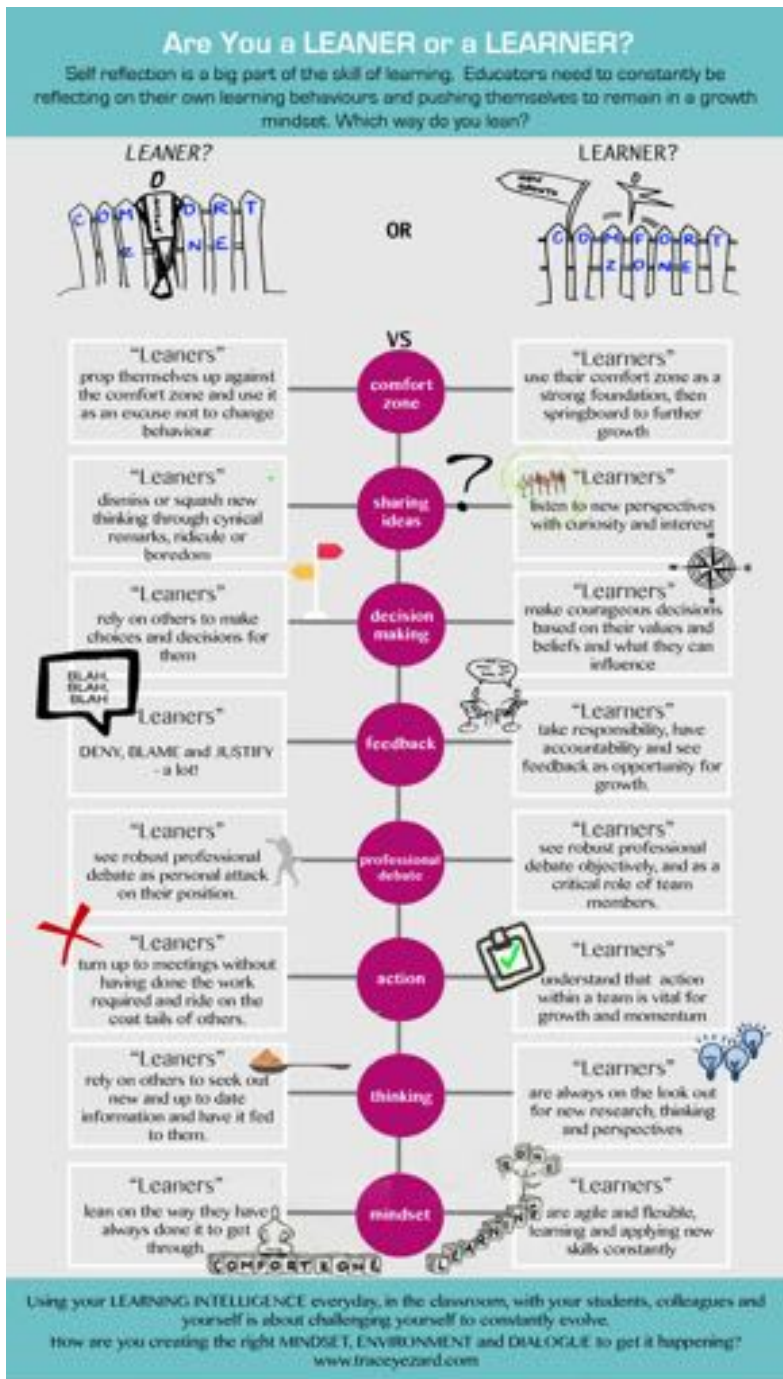 Are You a LEANER or a LEARNER?
Self reflection is a big part of the skill of learning. Educators need to constantly be
reflecting on their own learning behaviours and pushing themselves to remain in a growth
mindset. Which way do you lean?
LEANER?
LEARNER?
COM ORT
Z NE
OR
COMFORT
ZONE
VS
"Leaners"
prop themselves up against
the comfort zone and use it
as an excuse not to change
behaviour
comfort
zone
"Learners"
use their comfort zone as a
strong foundation, then
springboard to further
growth
"Leaners"
dismiss or squash new
thinking through cynical
remarks, ridicule or
boredom
sharing
ideas
?
"Learners"
listen to new perspectives
with curiosity and interest
"Leaners"
rely on others to make
choices and decisions for
them
decision
making
"Learners"
make courageous decisions
based on their values and
beliefs and what they can
influence
BLAH,
BLAH,
BLAH
Leaners"
DENY, BLAME and JUSTIFY
- a lot!
feedback
"Learners"
take responsibility, have
accountability and see
feedback as opportunity for
growth.
"Leaners"
see robust professional
debate as personal attack
on their position.
professional
debate
"Learners"
see robust professional
debate objectively, and as a
critical role of team
members.
"Leaners"
turn up to meetings without
having done the work
required and ride on the
coat tails of others.
action
"Learners"
understand that action
within a team is vital for
growth and momentum
"Leaners"
rely on others to seek out
new and up to date
information and have it fed
to them.
thinking
"Learners"
are always on the look out
for new research, thinking
and perspectives
"Leaners"
lean on the way they have
always done it to get
through.
COMFORT ZONE
mindset
LEARNING
ZONE
"Learners"
are agile and flexible,
learning and applying new
skills constantly
Using your LEARNING INTELLIGENCE everyday, in the classroom, with your students, colleagues and
yourself is about challenging yourself to constantly evolve.
How are you creating the right MINDSET, ENVIRONMENT and DIALOGUE to get it happening?
www.traceyezard.com